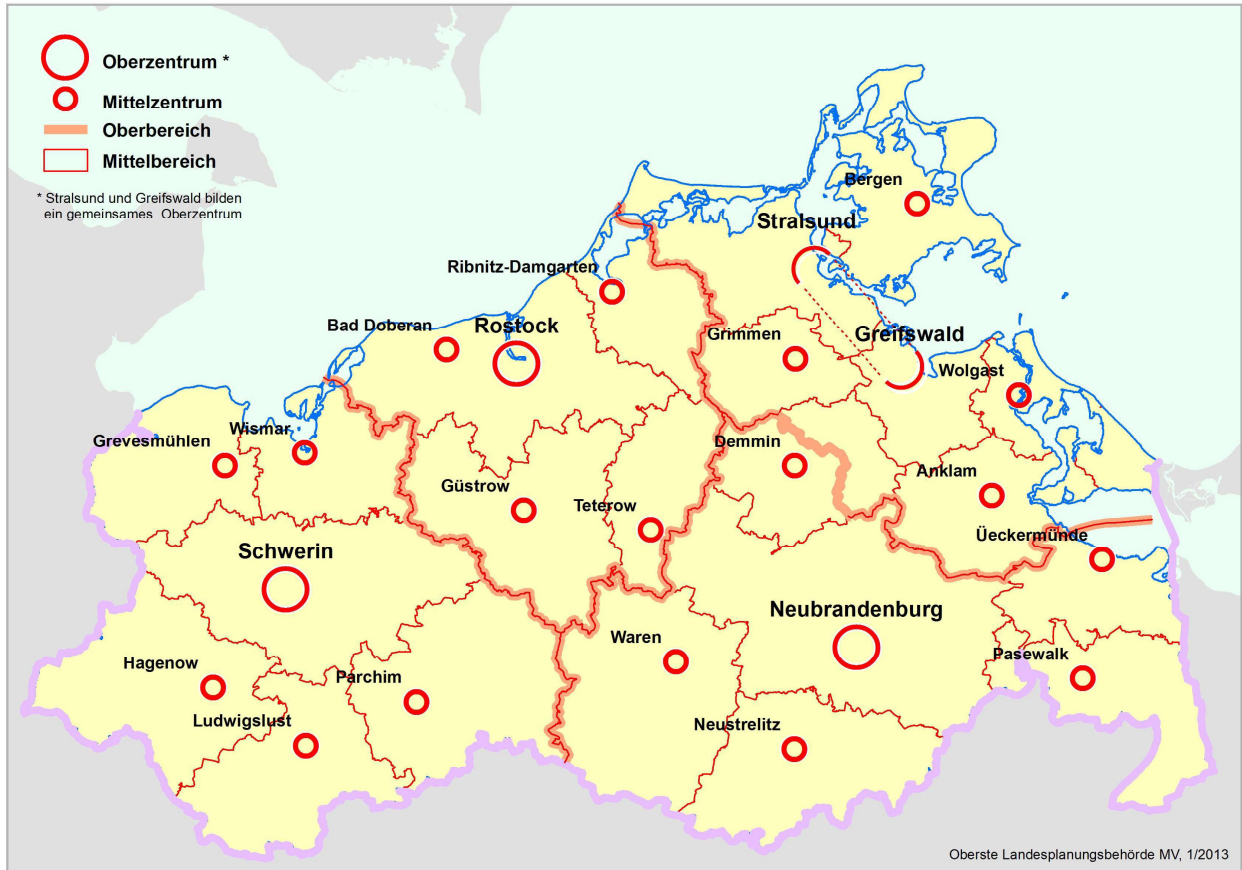 Oberzentrum *
Mittelzentrum
Oberbereich
Mittelbereich
* Stralsund und Greifswald bilden
ein gemeinsames Oberzentrum
Bergen
Stralsund
Ribnitz-Damgarten
Bad Doberan
Rostock
Grimmen
Greifswald
Wolgast
Grevesmühlen
Wismar
Demmin
Güstrow
Teterow
Anklam
Üeckermünde
Schwerin
Neubrandenburg
Waren
Hagenow
Parchim
Pasewalk
Ludwigslust
Neustrelitz
Oberste Landesplanungsbehörde MV, 1/2013